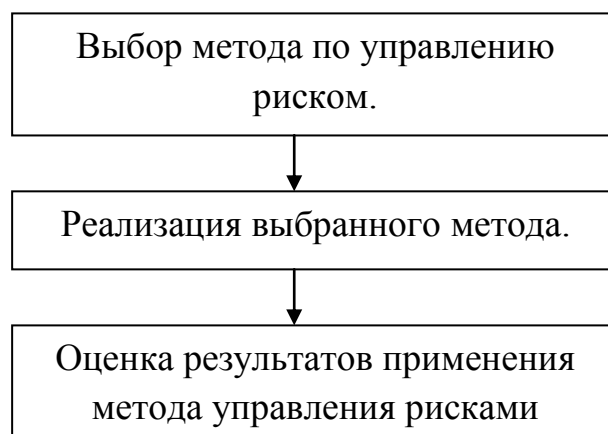 Выбор метода по управлению
риском.
Реализация выбранного метода.
Оценка результатов применения
метода управления рисками